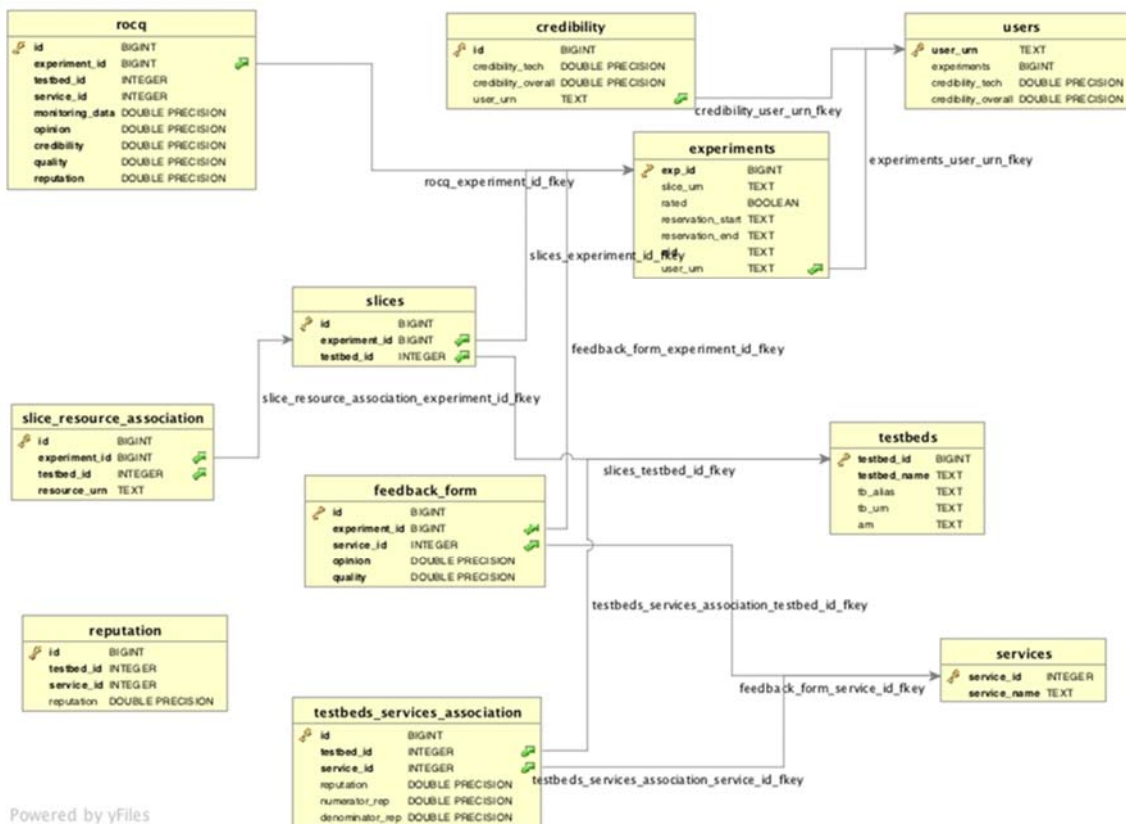 rocq
id BIGINT
experiment_id BIGINT
testbed_id INTEGER
service_id INTEGER
monitoring_data DOUBLE PRECISION
opinion DOUBLE PRECISION
credibility DOUBLE PRECISION
quality DOUBLE PRECISION
reputation DOUBLE PRECISION
credibility
id BIGINT
credibility_tech DOUBLE PRECISION
credibility_overall DOUBLE PRECISION
user_urn TEXT
users
user_urn TEXT
experiments BIGINT
credibility_tech DOUBLE PRECISION
credibility_overall DOUBLE PRECISION
credibility_user_urn_fkey
experiments
exp_id BIGINT
slice_urn TEXT
rated BOOLEAN
reservation_start TEXT
reservation_end TEXT
TEXT
user_urn TEXT
experiments_user_urn_fkey
rocq_experiment_id_fkey
slices_experiment_id_fkey
slices
id BIGINT
experiment_id BIGINT
testbed_id INTEGER
feedback_form_experiment_id_fkey
slice_resource_association_experiment_id_fkey
slice_resource_association
id BIGINT
experiment_id BIGINT
testbed_id INTEGER
resource_urn TEXT
testbeds
testbed_id BIGINT
testbed_name TEXT
tb_alias TEXT
tb_urn TEXT
am TEXT
slices_testbed_id_fkey
feedback_form
id BIGINT
experiment_id BIGINT
service_id INTEGER
opinion DOUBLE PRECISION
quality DOUBLE PRECISION
testbeds_services_association_testbed_id_fkey
reputation
id BIGINT
testbed_id INTEGER
service_id INTEGER
reputation DOUBLE PRECISION
services
service_id INTEGER
service_name TEXT
feedback_form_service_id_fkey
testbeds_services_association
id BIGINT
testbed_id INTEGER
service_id INTEGER
reputation DOUBLE PRECISION
numerator_rep DOUBLE PRECISION
denominator_rep DOUBLE PRECISION
testbeds_services_association_service_id_fkey
Powered by yFiles